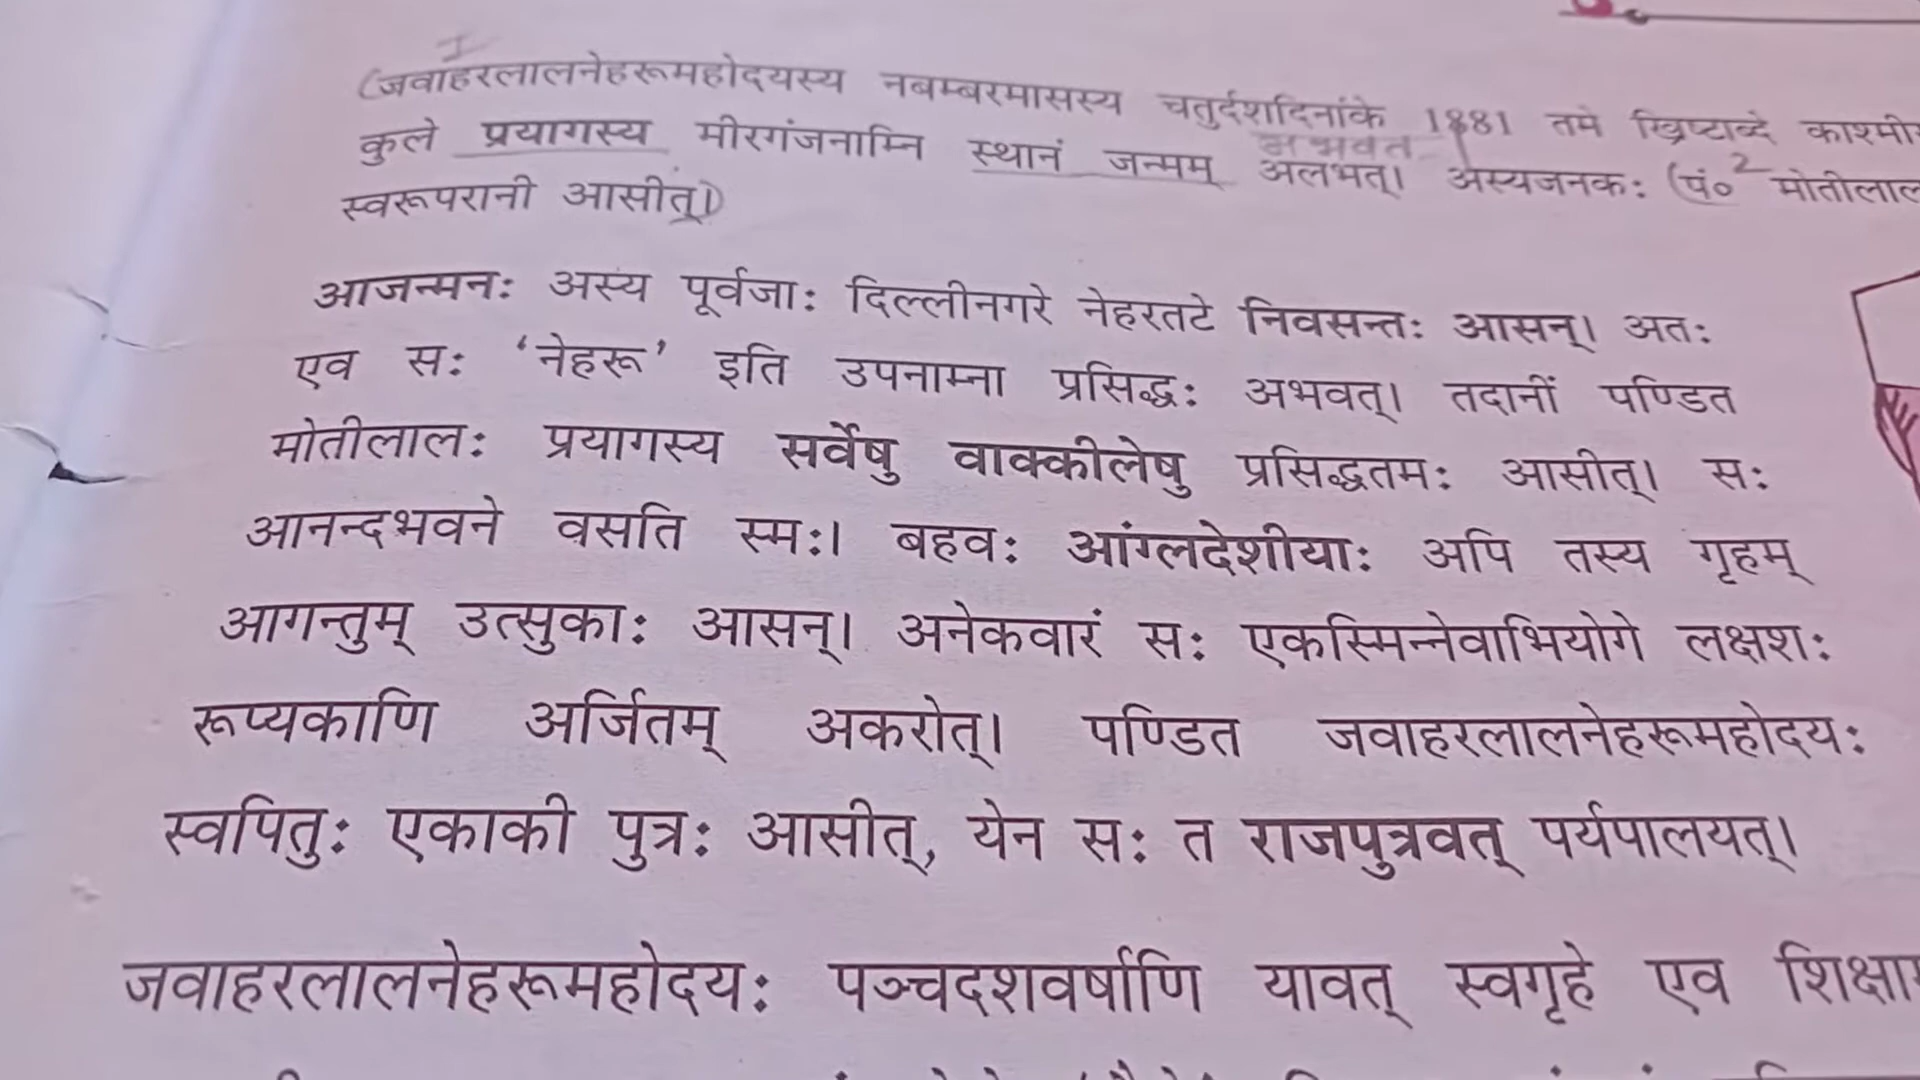 (जवाहरलालनेहरूमहोदयस्य नबम्बरमासस्य चतुर्दशदिनांके 1881 तमे ख्रिष्टाब्दे काश्मीर
अभवत
कुले प्रयागस्य मीरगंजनाम्नि स्थानं जन्मम् अलभत्। अस्यजनकः (पं० 2 मोतीलाल
स्वरूपरानी आसीत्।)
आजन्मनः अस्य पूर्वजाः दिल्लीनगरे नेहरतटे निवसन्तः आसन्। अतः
एव सः ‘नेहरू’ इति उपनाम्ना प्रसिद्धः अभवत्। तदानीं पण्डित
मोतीलालः प्रयागस्य सर्वेषु वाक्कीलेषु प्रसिद्धतमः आसीत्। सः
आनन्दभवने वसति स्मः। बहवः आंग्लदेशीयाः अपि तस्य गृहम्
आगन्तुम् उत्सुकाः आसन्। अनेकवारं सः एकस्मिन्नेवाभियोगे लक्षशः
रूप्यकाणि अर्जितम् अकरोत्। पण्डित जवाहरलालनेहरूमहोदयः
स्वपितुः एकाकी पुत्रः आसीत्, येन सः त राजपुत्रवत् पर्यपालयत्।
जवाहरलालनेहरूमहोदयः पञ्चदशवर्षाणि यावत् स्वगृहे एव